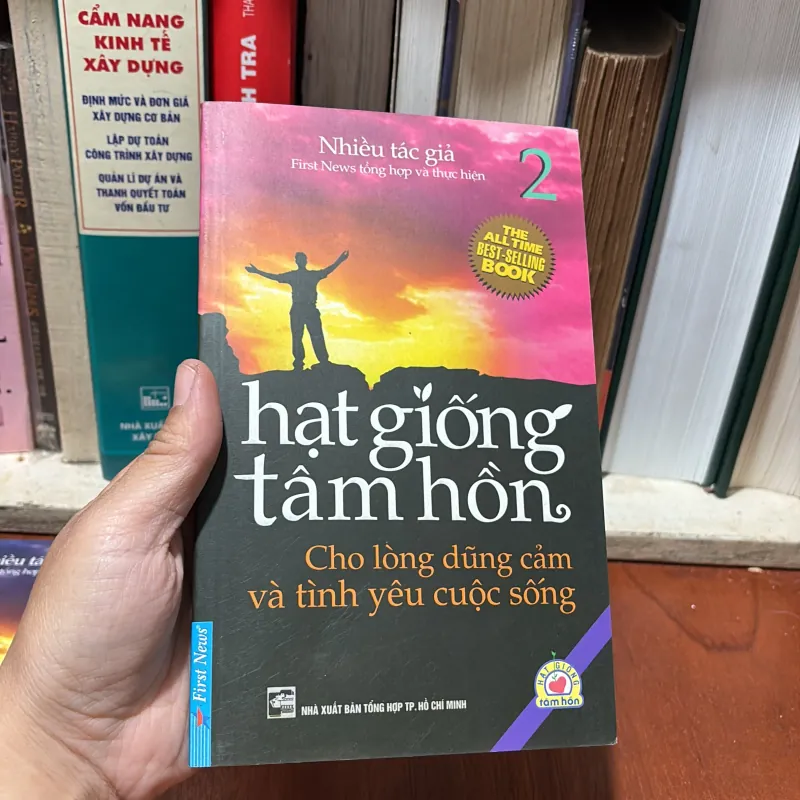 CẨM NANG
KINH TẾ
XÂY DỰNG
ĐỊNH MỨC VÀ ĐƠN GIÁ
XÂY DỰNG CƠ BẢN
LẬP DỰ TOÁN
CÔNG TRÌNH XÂY DỰNG
QUẢN LÍ DỰ ÁN VÀ
THANH QUYẾT TOÁN
VỐN ĐẦU TƯ
NHÀ XUẤT
XÂY
TRA
Nhiều tác giả
First News tổng hợp và thực hiện
2
THE
ALL TIME
BEST-SELLING
BOOK
hạt giống
tâm hồn
Cho lòng dũng cảm
và tình yêu cuộc sống
First News
NHÀ XUẤT BẢN TỔNG HỢP TP. HỒ CHÍ MINH
HẠT GIỐNG
tâm hồn